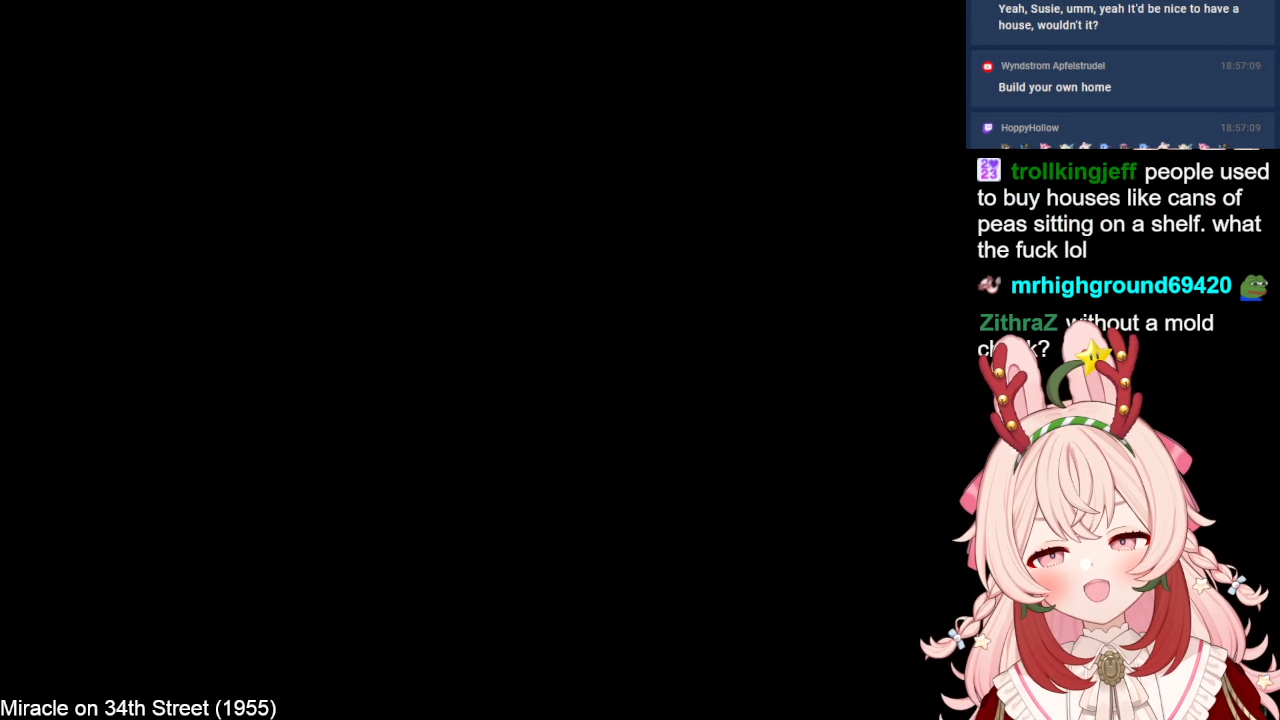 Yeah, Susie, umm, yeah It'd be nice to have a
house, wouldn't it?
Wyndstrom Apfelstrudel 18:57:09
Build your own home
HoppyHollow 18:57:09
trollkingjeff people used
to buy houses like cans of
peas sitting on a shelf. what
the fuck lol
mrhighground69420
ZithraZ without a mold
Miracle on 34th Street (1955)